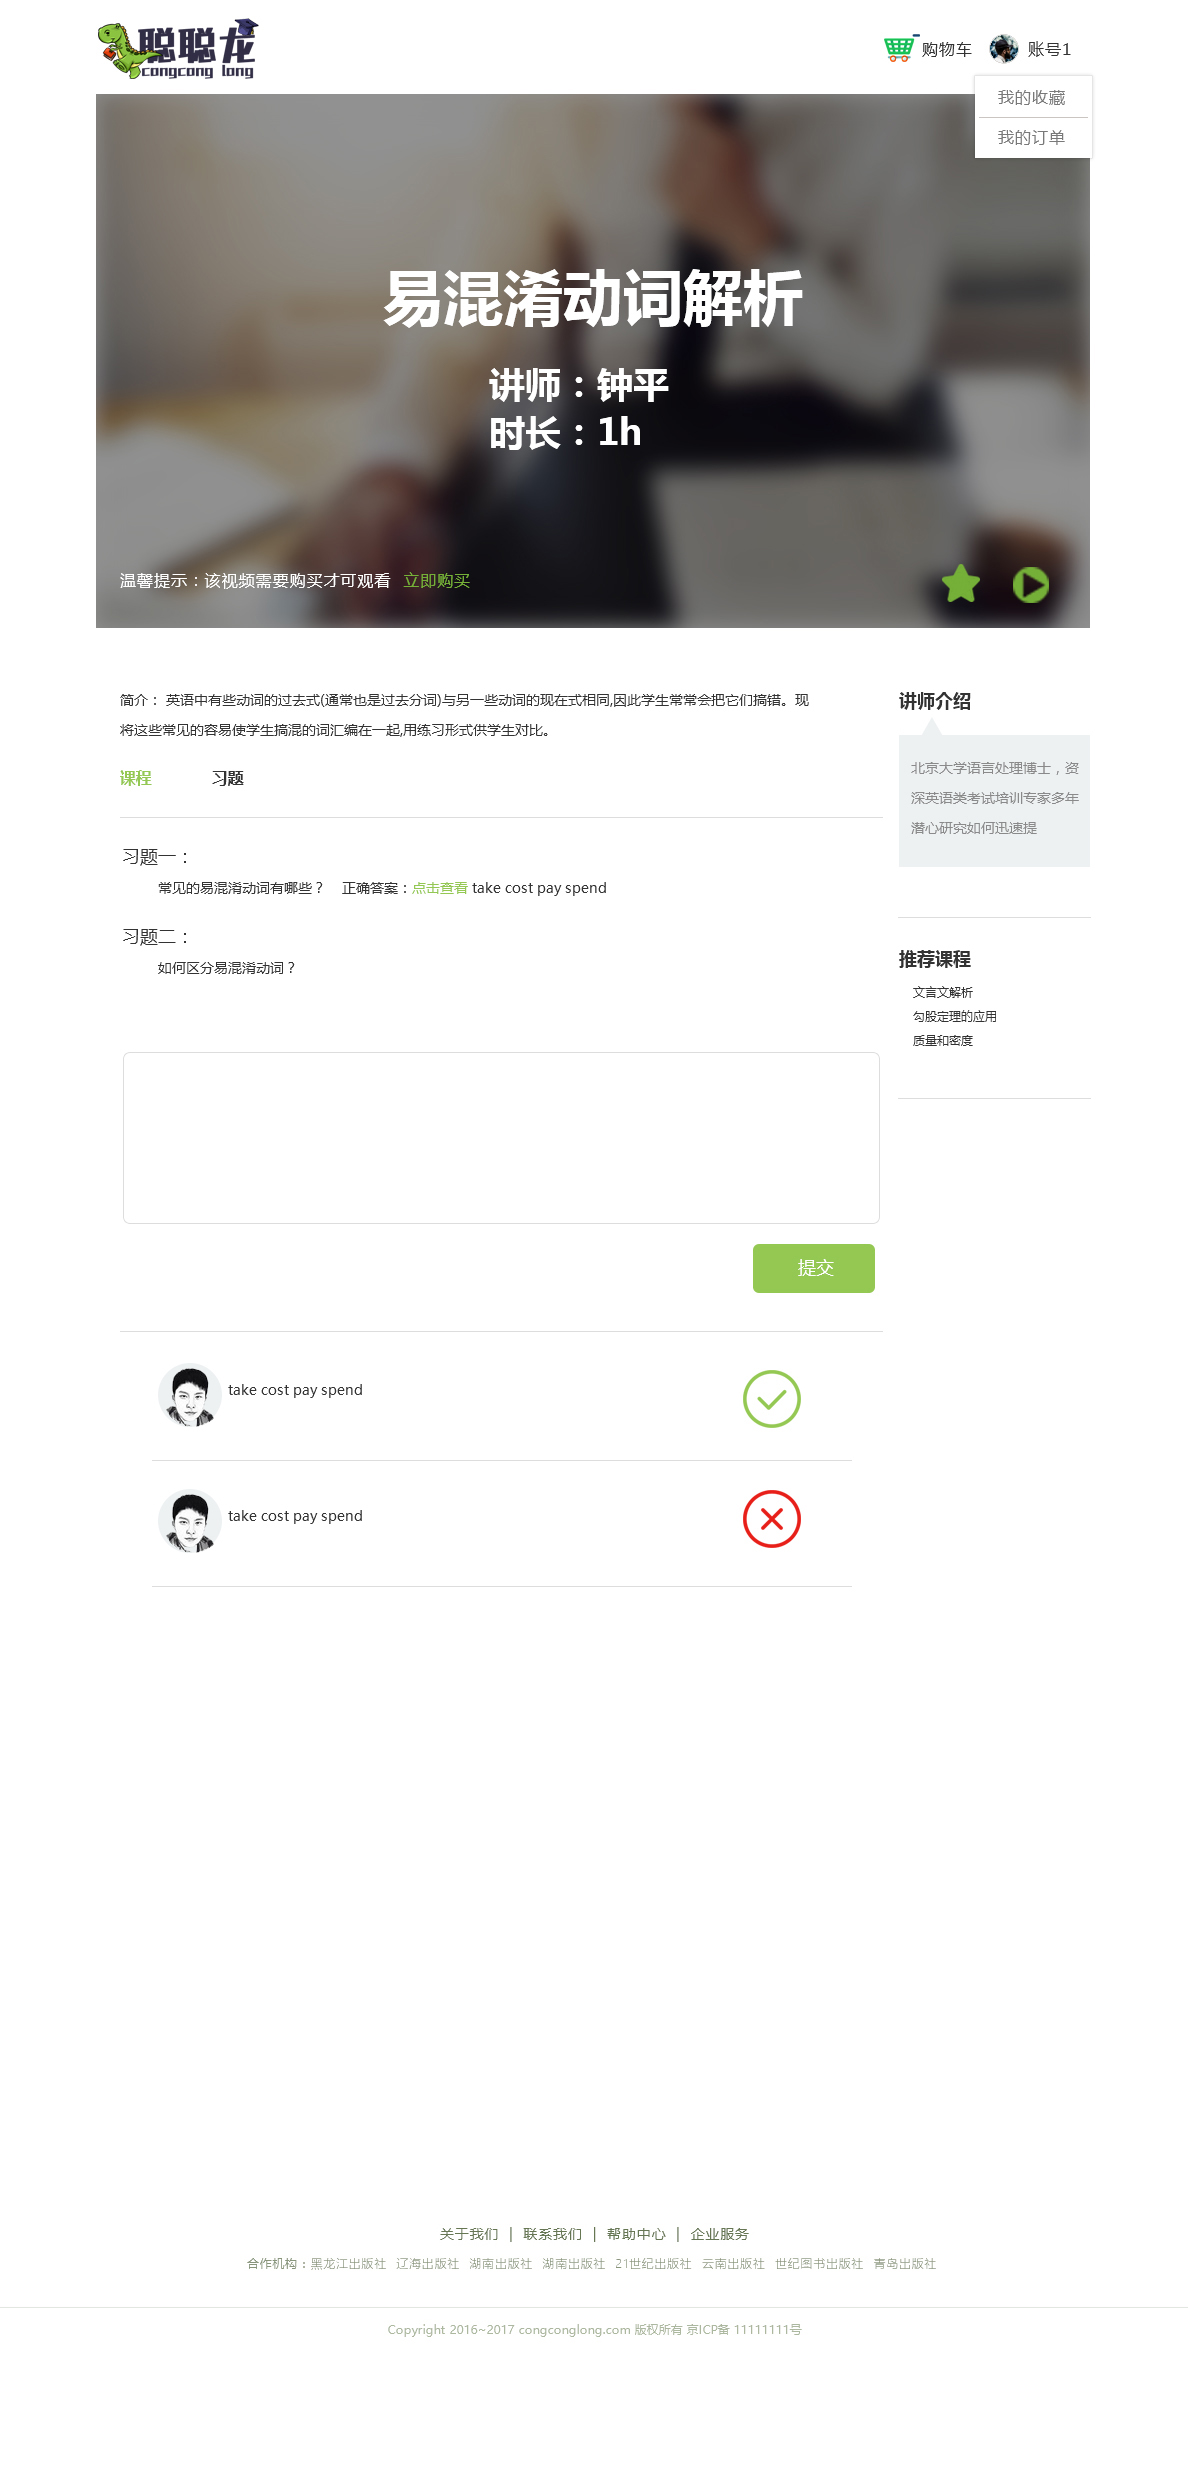 聪聪龙
congcong long
购物车 账号1
我的收藏
我的订单
易混淆动词解析
讲师：钟平
时长：1h
温馨提示：该视频需要购买才可观看 立即购买
简介： 英语中有些动词的过去式(通常也是过去分词)与另一些动词的现在式相同,因此学生常常会把它们搞错。现
将这些常见的容易使学生搞混的词汇编在一起,用练习形式供学生对比。
课程 习题
习题一：
常见的易混淆动词有哪些？ 正确答案：点击查看 take cost pay spend
习题二：
如何区分易混淆动词？
提交
take cost pay spend
take cost pay spend
讲师介绍
北京大学语言处理博士，资
深英语类考试培训专家多年
潜心研究如何迅速提
推荐课程
文言文解析
勾股定理的应用
质量和密度
关于我们 | 联系我们 | 帮助中心 | 企业服务
合作机构：黑龙江出版社 辽海出版社 湖南出版社 湖南出版社 21世纪出版社 云南出版社 世纪图书出版社 青岛出版社
Copyright 2016~2017 congconglong.com 版权所有 京ICP备 11111111号